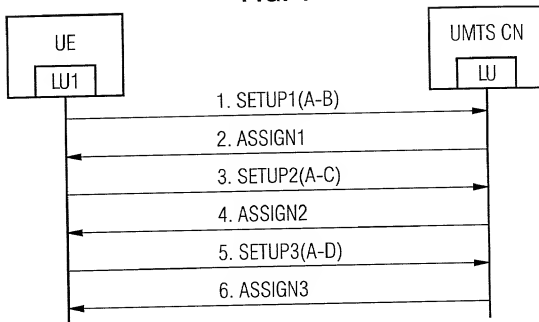 UE
UMTS CN
LU1
LU
1. SETUP1(A-B)
2. ASSIGN1
3. SETUP2(A-C)
4. ASSIGN2
5. SETUP3(A-D)
6. ASSIGN3